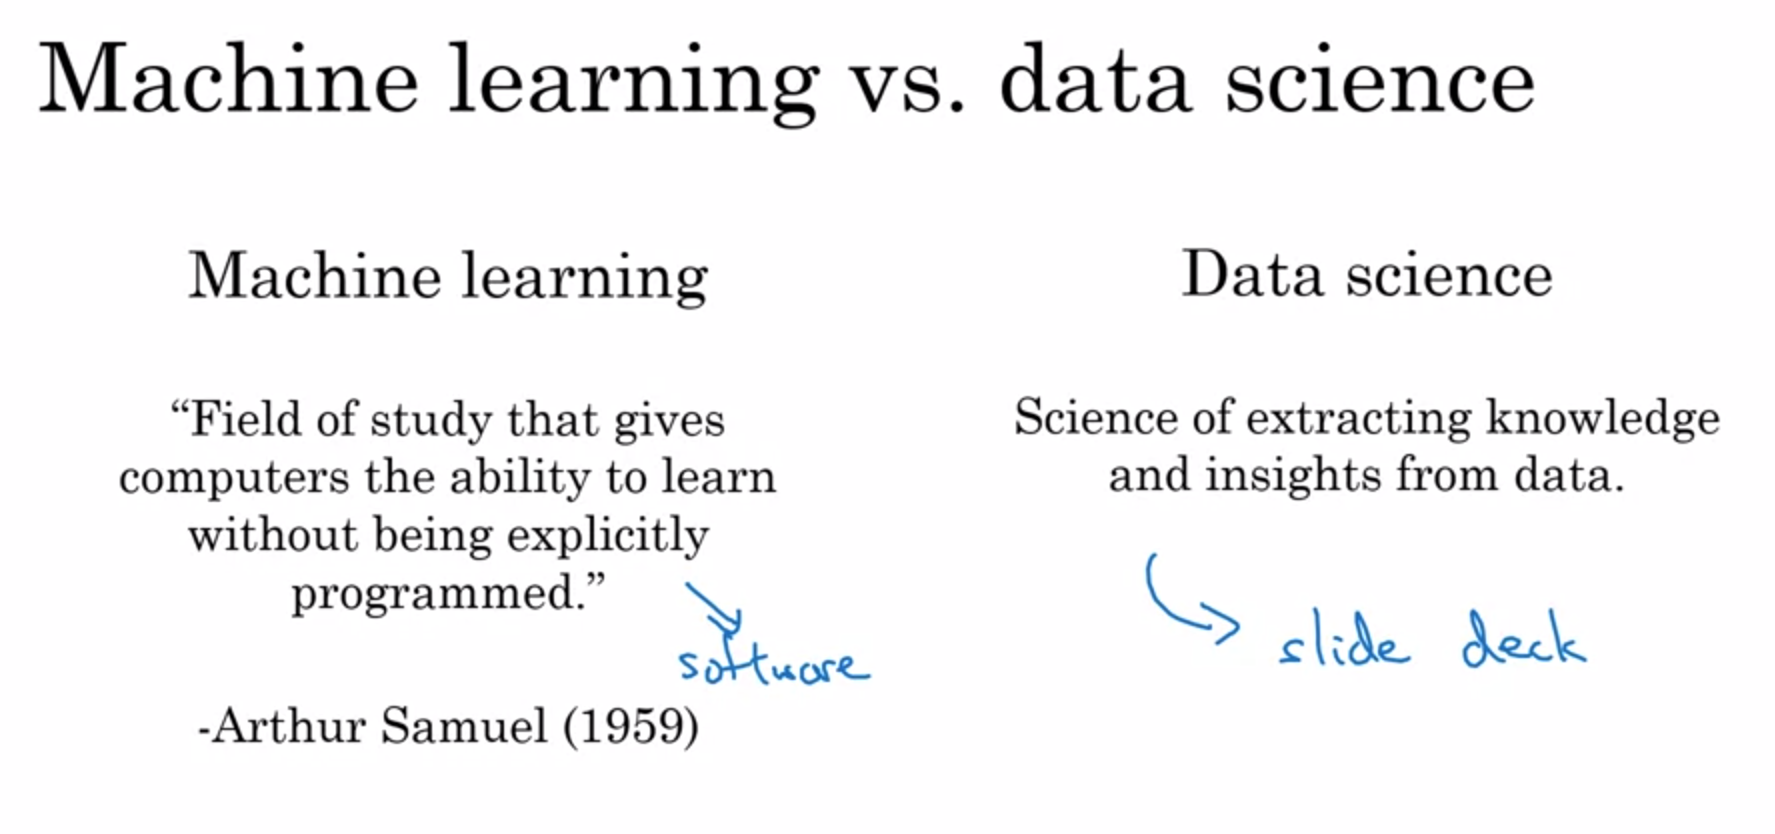 Machine learning vs. data science
Machine learning
“Field of study that gives
computers the ability to learn
without being explicitly
programmed.”
software
-Arthur Samuel (1959)
Data science
Science of extracting knowledge
and insights from data.
slide deck